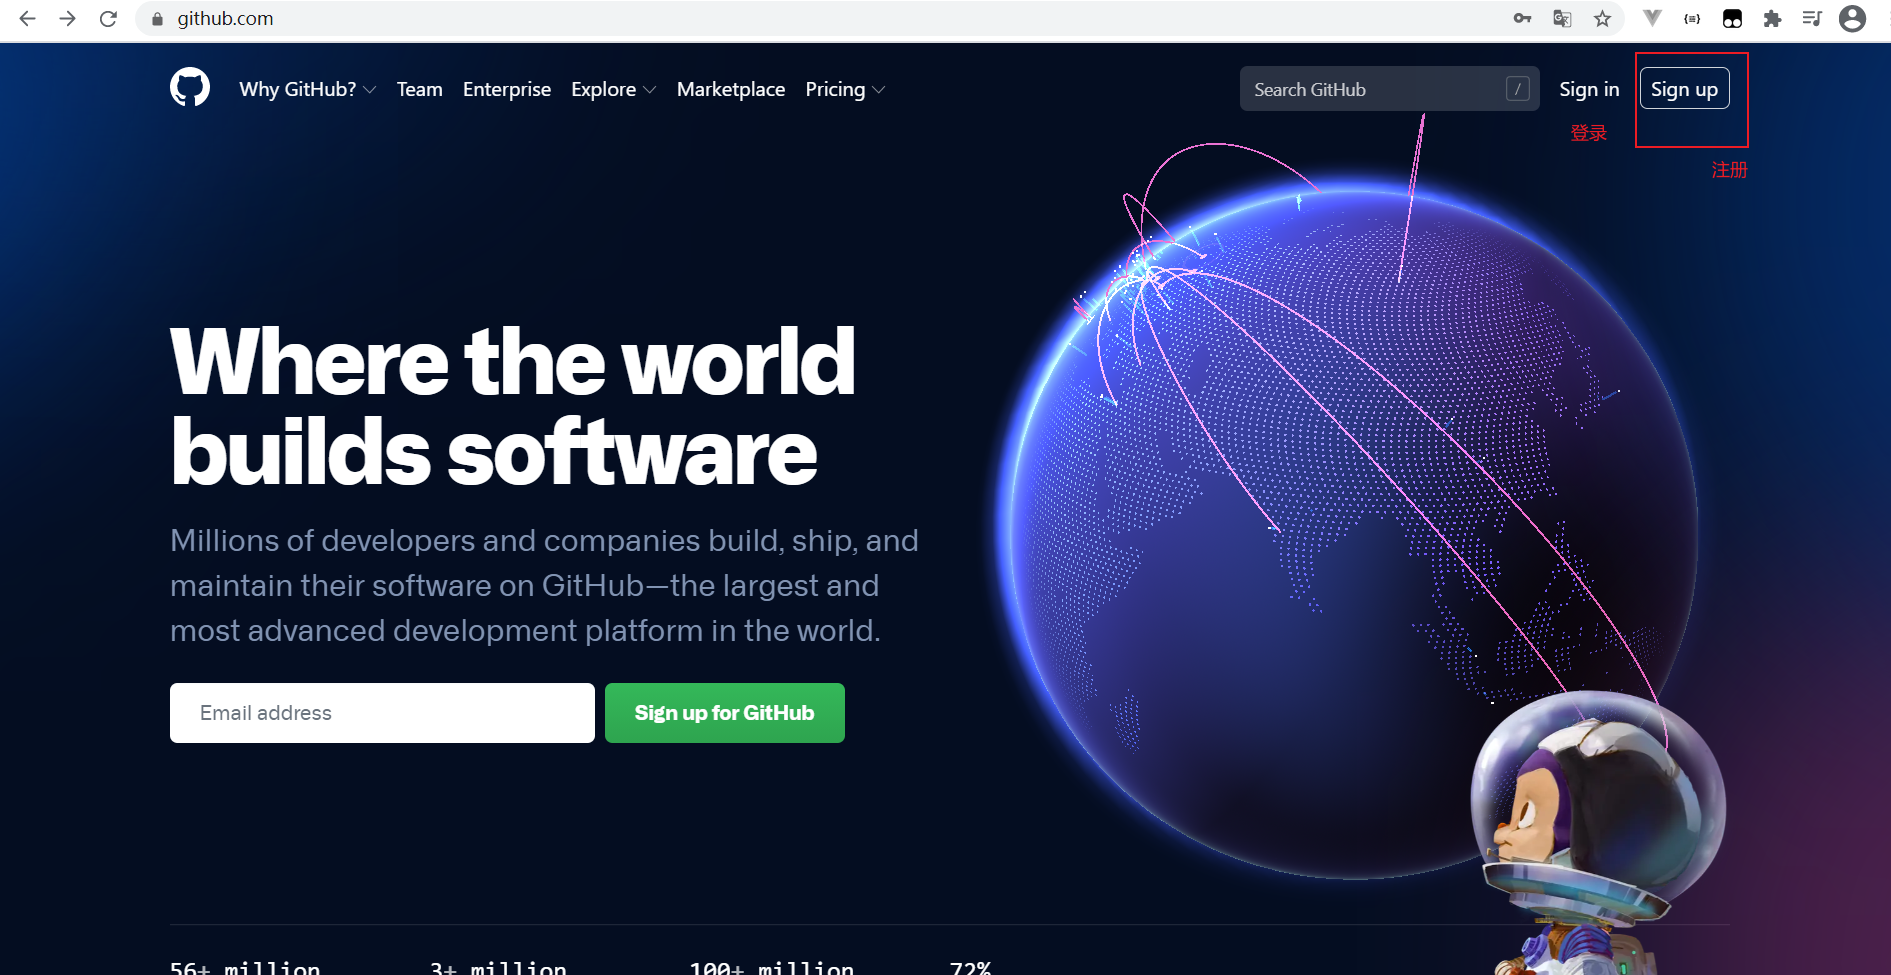 github.com
Why GitHub? Team Enterprise Explore Marketplace Pricing Search GitHub / Sign in Sign up
登录
注册
Where the world
builds software
Millions of developers and companies build, ship, and
maintain their software on GitHub—the largest and
most advanced development platform in the world.
Email address Sign up for GitHub
56+ million 3+ million 100+ million 72%